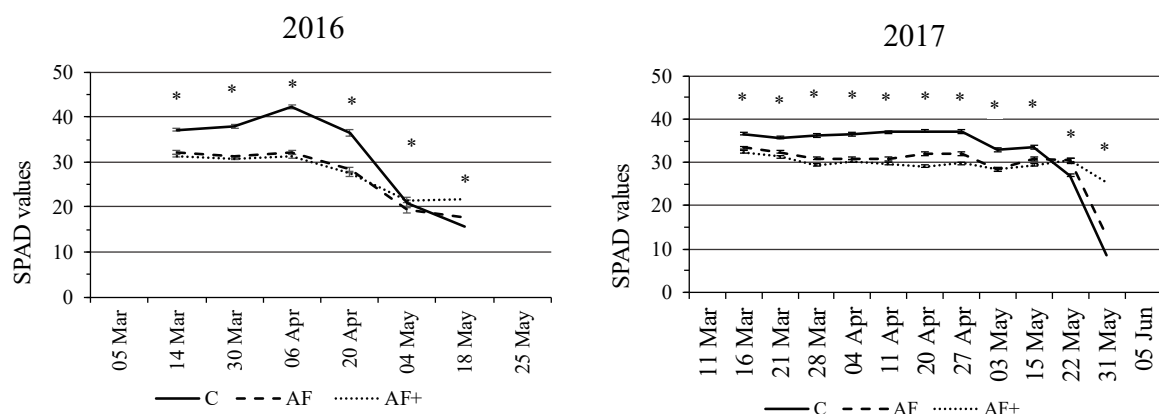 2016
SPAD values
50
40
30
20
10
0
* * * * * *
05 Mar
14 Mar
30 Mar
06 Apr
20 Apr
04 May
18 May
25 May
C AF AF+
2017
SPAD values
50
40
30
20
10
0
* * * * * * * * * * *
11 Mar
16 Mar
21 Mar
28 Mar
04 Apr
11 Apr
20 Apr
27 Apr
03 May
15 May
22 May
31 May
05 Jun
C AF AF+